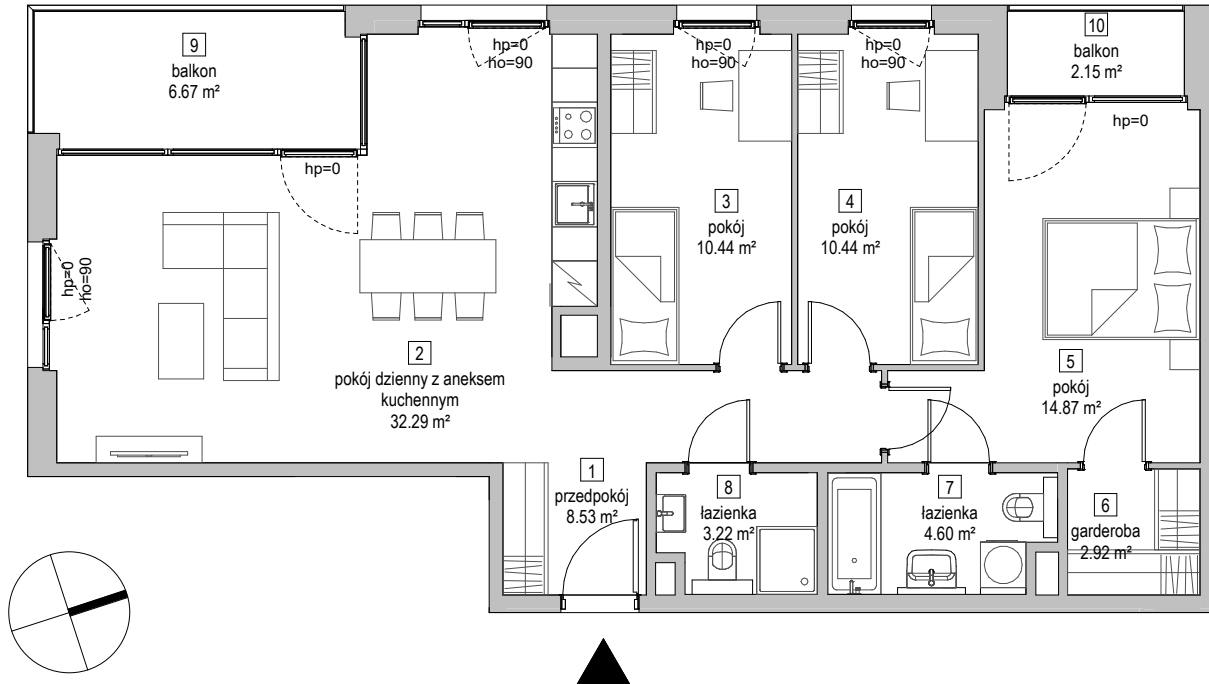 9
balkon
6.67 m²
hp=0
ho=90
hp=0
ho=90
hp=0
ho=90
10
balkon
2.15 m²
hp=0
hp=0
hp=0
ho=90
3
pokój
10.44 m²
4
pokój
10.44 m²
2
pokój dzienny z aneksem
kuchennym
32.29 m²
5
pokój
14.87 m²
1
przedpokój
8.53 m²
8
łazienka
3.22 m²
7
łazienka
4.60 m²
6
garderoba
2.92 m²